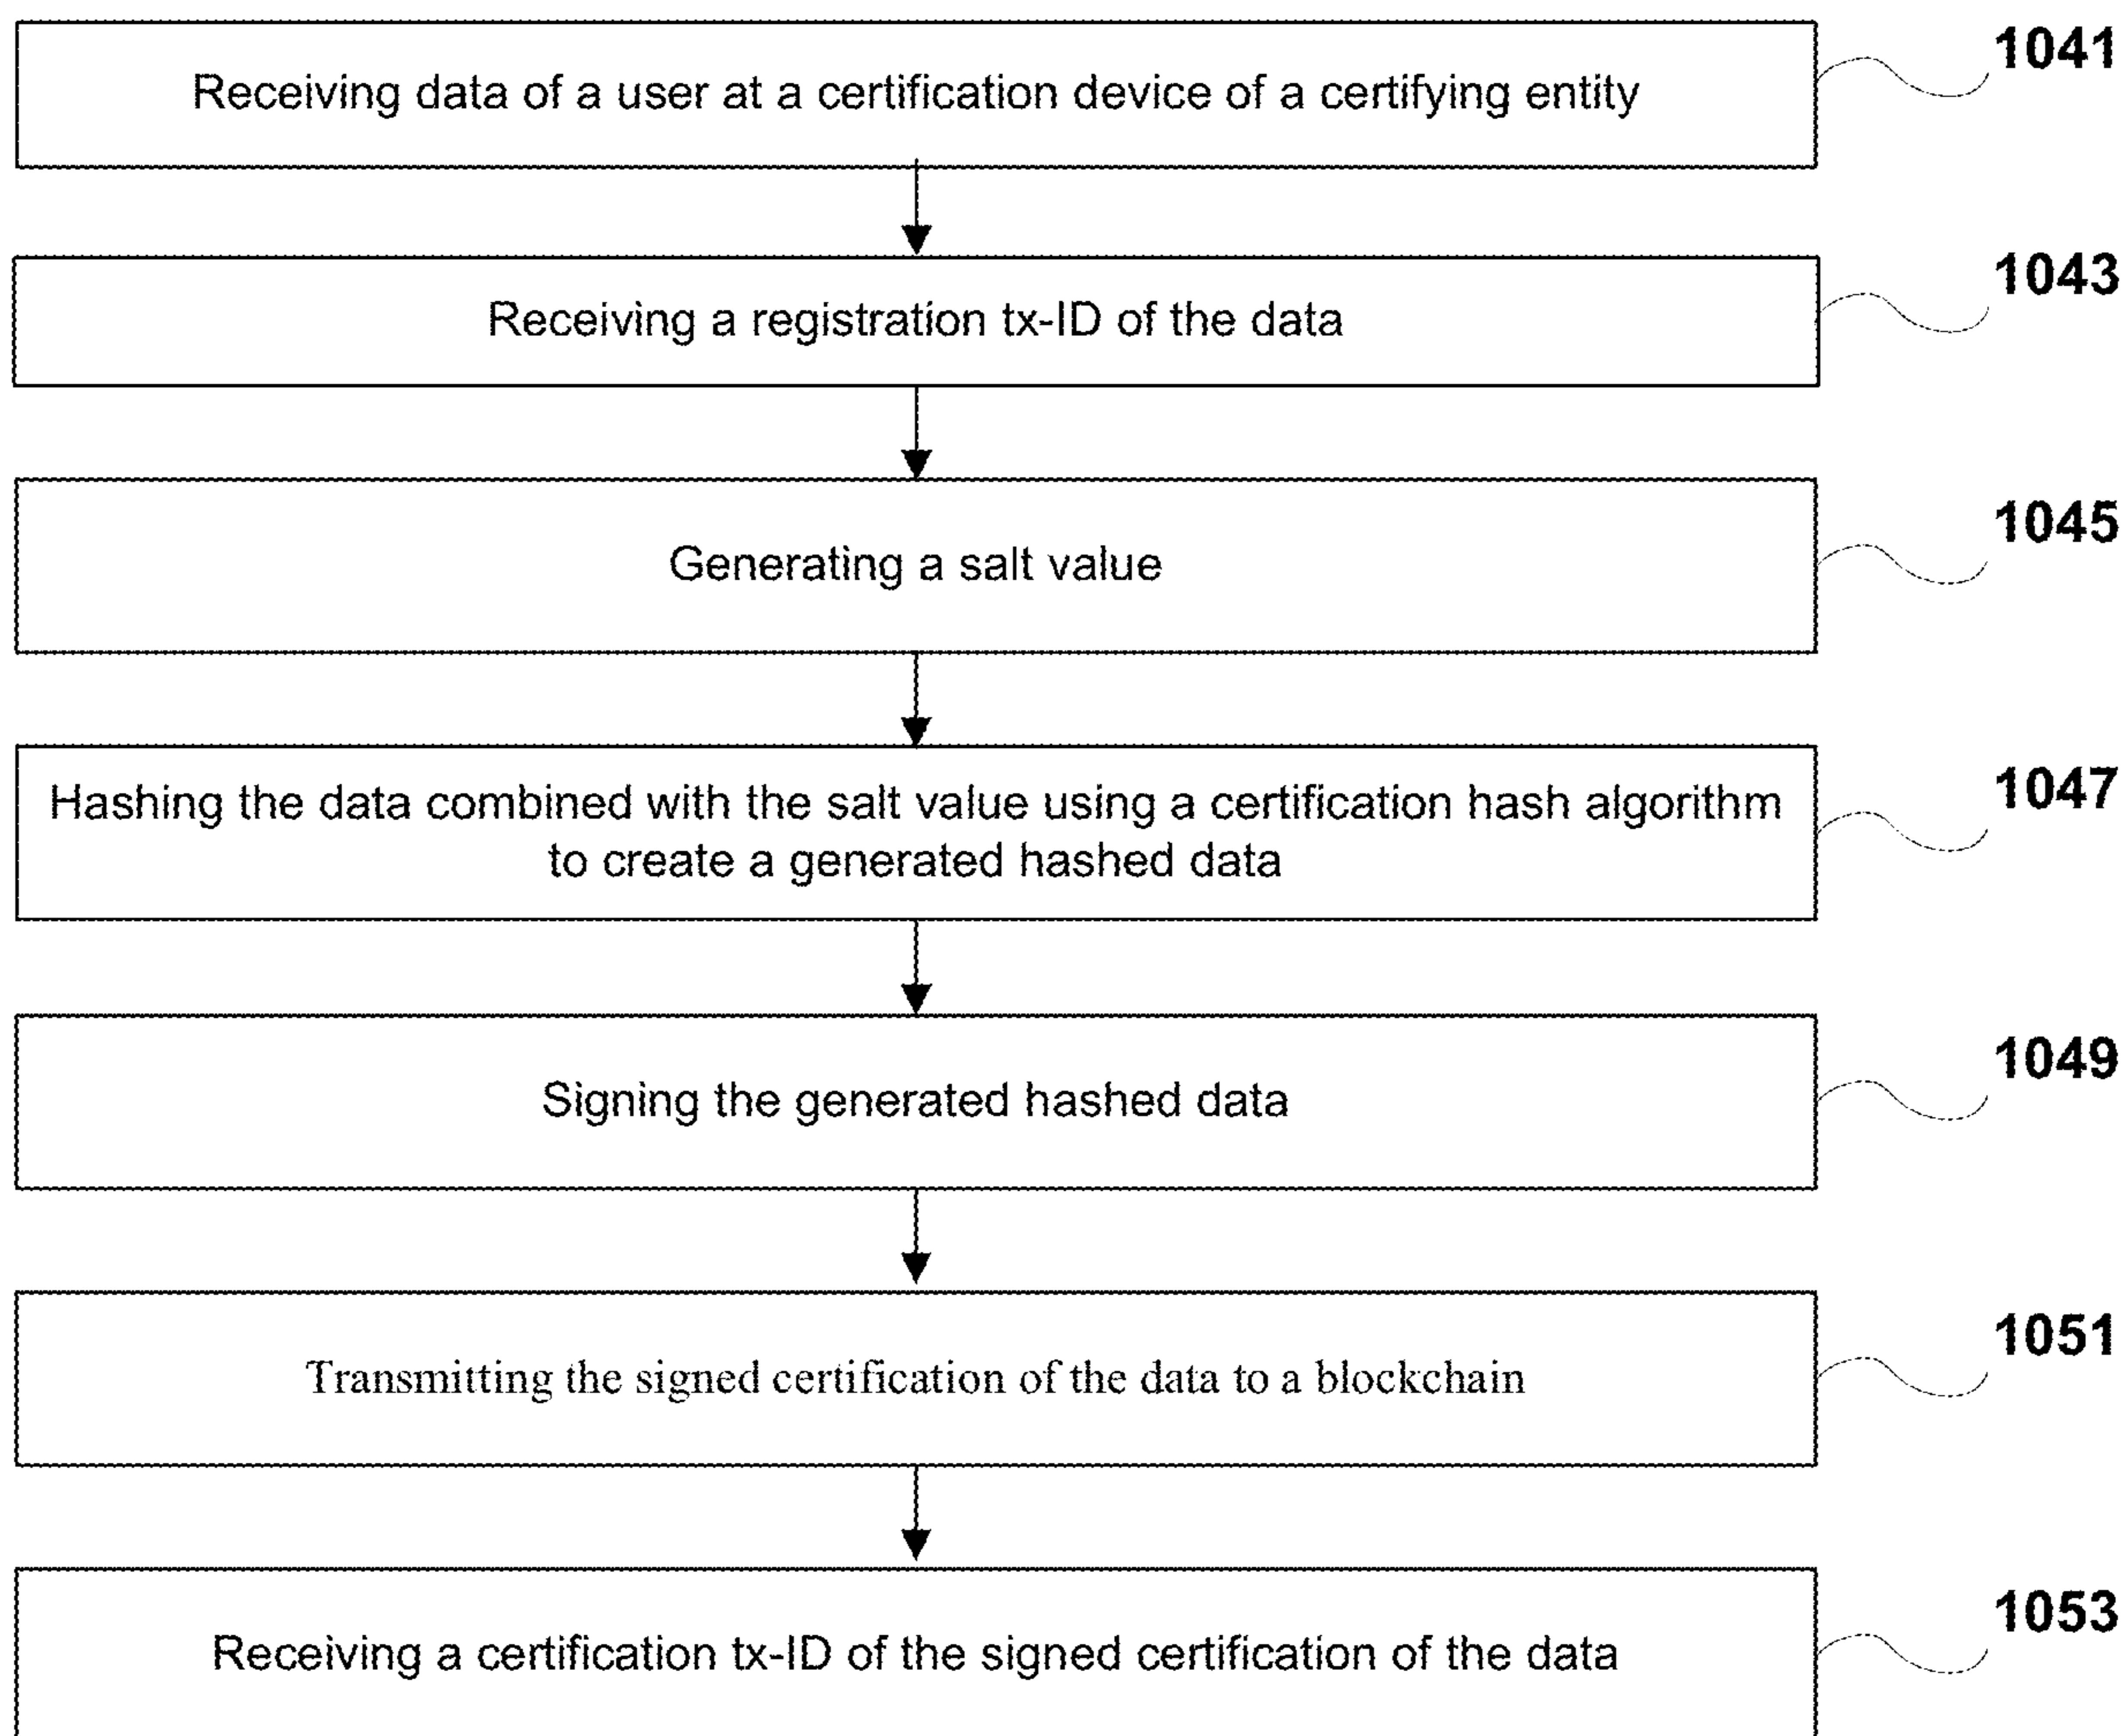 Receiving data of a user at a certification device of a certifying entity
1041
Receiving a registration tx-ID of the data
1043
Generating a salt value
1045
Hashing the data combined with the salt value using a certification hash algorithm
to create a generated hashed data
1047
Signing the generated hashed data
1049
Transmitting the signed certification of the data to a blockchain
1051
Receiving a certification tx-ID of the signed certification of the data
1053